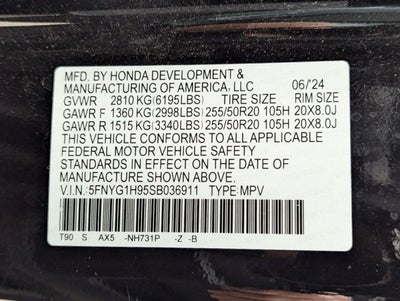 MFD. BY HONDA DEVELOPMENT &
MANUFACTURING OF AMERICA, LLC 06/'24
GVWR 2810 KG(6195LBS) TIRE SIZE RIM SIZE
GAWR F 1360 KG(2998LBS) 255/50R20 105H 20X8.0J
GAWR R 1515 KG(3340LBS) 255/50R20 105H 20X8.0J
THIS VEHICLE CONFORMS TO ALL APPLICABLE
FEDERAL MOTOR VEHICLE SAFETY
STANDARDS IN EFFECT ON THE DATE OF
MANUFACTURE SHOWN ABOVE.
V.I.N.: 5FNYG1H95SB036911 TYPE: MPV
T90 S AX5 -NH731P -Z -B